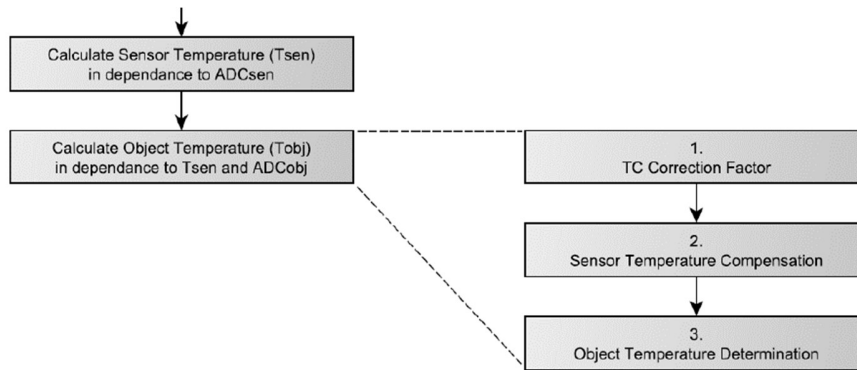 Calculate Sensor Temperature (Tsen)
in dependance to ADCsen
Calculate Object Temperature (Tobj)
in dependance to Tsen and ADCobj
1.
TC Correction Factor
2.
Sensor Temperature Compensation
3.
Object Temperature Determination